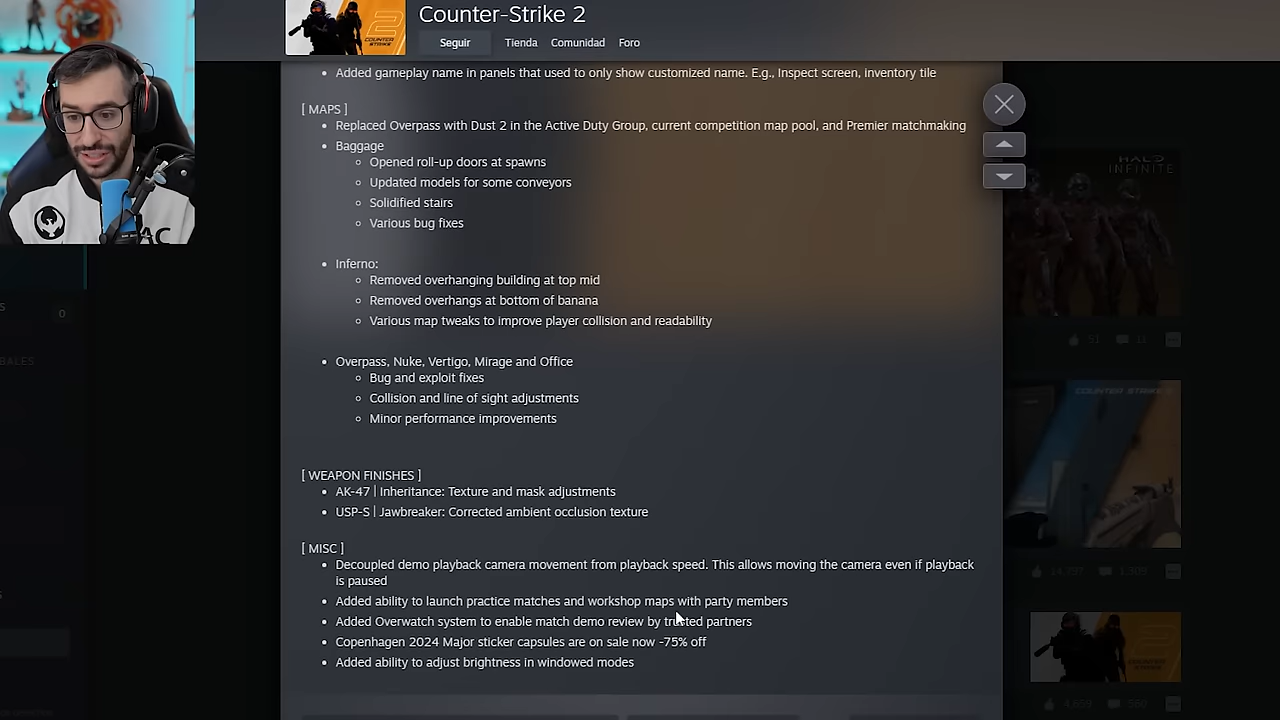 Counter-Strike 2
Seguir Tienda Comunidad Foro
Added gameplay name in panels that used to only show customized name. E.g., Inspect screen, inventory tile
[ MAPS ]
Replaced Overpass with Dust 2 in the Active Duty Group, current competition map pool, and Premier matchmaking
Baggage
Opened roll-up doors at spawns
Updated models for some conveyors
Solidified stairs
Various bug fixes
Inferno:
Removed overhanging building at top mid
Removed overhangs at bottom of banana
Various map tweaks to improve player collision and readability
Overpass, Nuke, Vertigo, Mirage and Office
Bug and exploit fixes
Collision and line of sight adjustments
Minor performance improvements
[ WEAPON FINISHES ]
AK-47 | Inheritance: Texture and mask adjustments
USP-S | Jawbreaker: Corrected ambient occlusion texture
[ MISC ]
Decoupled demo playback camera movement from playback speed. This allows moving the camera even if playback
is paused
Added ability to launch practice matches and workshop maps with party members
Added Overwatch system to enable match demo review by trusted partners
Copenhagen 2024 Major sticker capsules are on sale now -75% off
Added ability to adjust brightness in windowed modes
HALO
INFINITE
51 11
0
COUNTER STRIKE 2